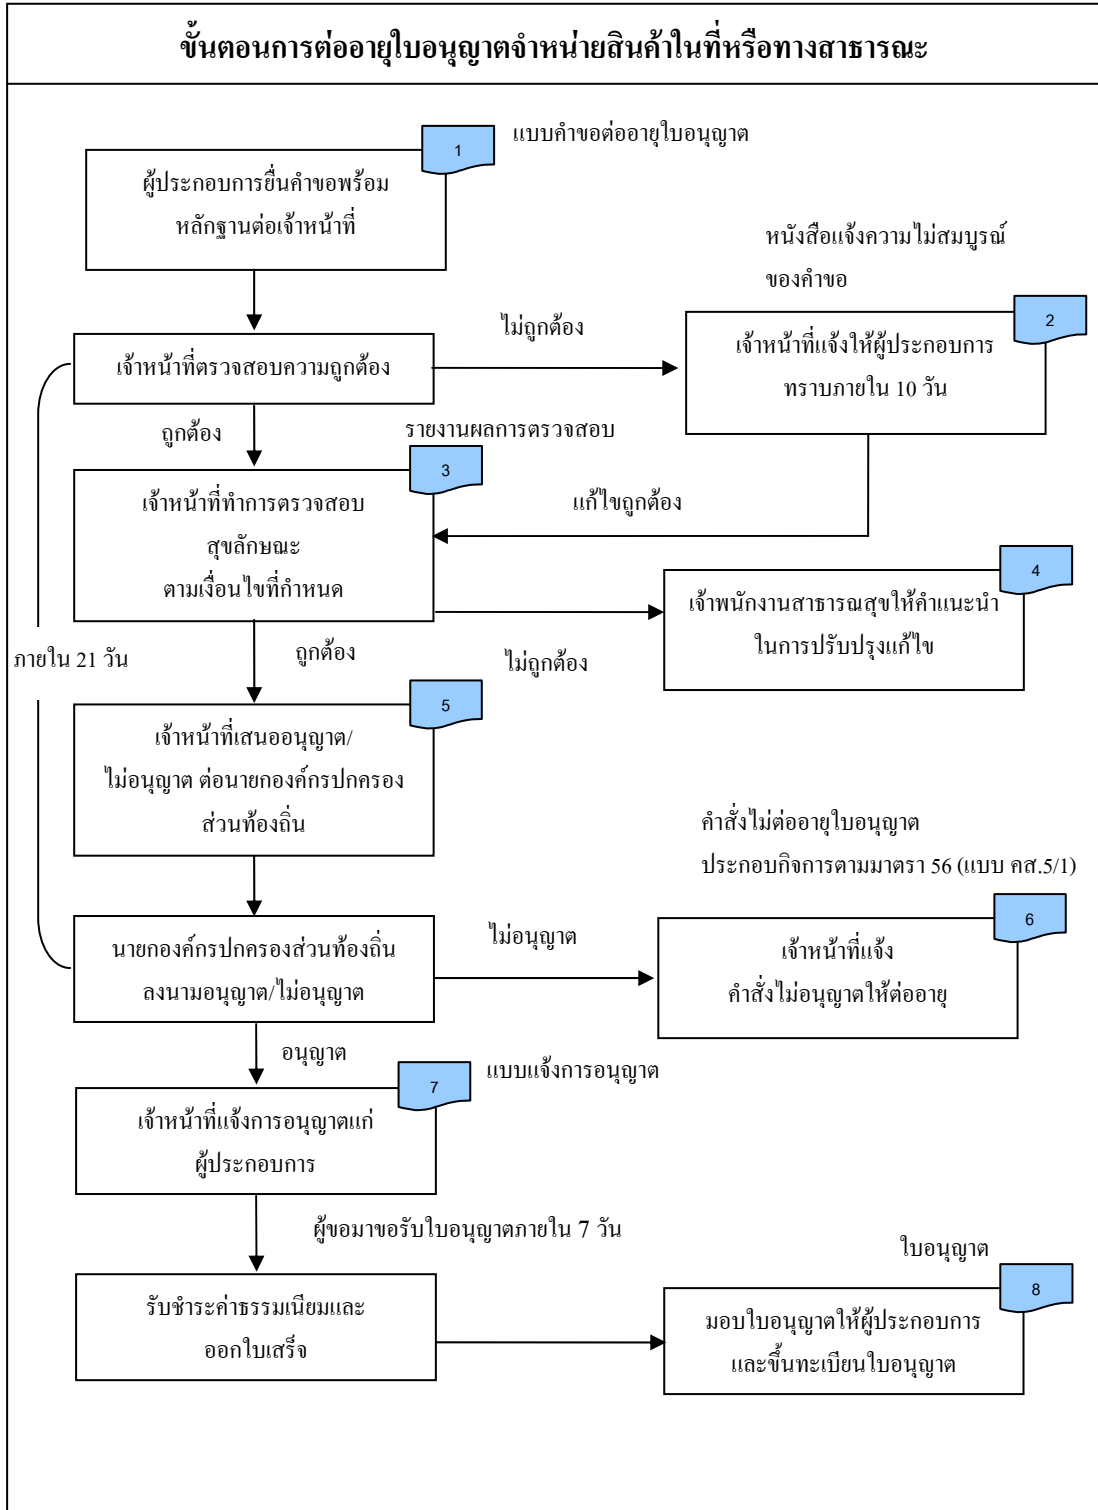 ขั้นตอนการต่ออายุใบอนุญาตจำหน่ายสินค้าในที่หรือทางสาธารณะ
1
แบบคำขอต่ออายุใบอนุญาต
ผู้ประกอบการยื่นคำขอพร้อม
หลักฐานต่อเจ้าหน้าที่
หนังสือแจ้งความไม่สมบูรณ์
ของคำขอ
เจ้าหน้าที่ตรวจสอบความถูกต้อง
ไม่ถูกต้อง
2
เจ้าหน้าที่แจ้งให้ผู้ประกอบการ
ทราบภายใน 10 วัน
ถูกต้อง
รายงานผลการตรวจสอบ
3
เจ้าหน้าที่ทำการตรวจสอบ
สุขลักษณะ
ตามเงื่อนไขที่กำหนด
แก้ไขถูกต้อง
4
เจ้าพนักงานสาธารณสุขให้คำแนะนำ
ในการปรับปรุงแก้ไข
ภายใน 21 วัน
ถูกต้อง
ไม่ถูกต้อง
5
เจ้าหน้าที่เสนออนุญาต/
ไม่อนุญาต ต่อนายกองค์กรปกครอง
ส่วนท้องถิ่น
คำสั่งไม่ต่ออายุใบอนุญาต
ประกอบกิจการตามมาตรา 56 (แบบ คส.5/1)
นายกองค์กรปกครองส่วนท้องถิ่น
ลงนามอนุญาต/ไม่อนุญาต
ไม่อนุญาต
6
เจ้าหน้าที่แจ้ง
คำสั่งไม่อนุญาตให้ต่ออายุ
อนุญาต
7
แบบแจ้งการอนุญาต
เจ้าหน้าที่แจ้งการอนุญาตแก่
ผู้ประกอบการ
ผู้ขอมาขอรับใบอนุญาตภายใน 7 วัน
รับชำระค่าธรรมเนียมและ
ออกใบเสร็จ
ใบอนุญาต
8
มอบใบอนุญาตให้ผู้ประกอบการ
และขึ้นทะเบียนใบอนุญาต